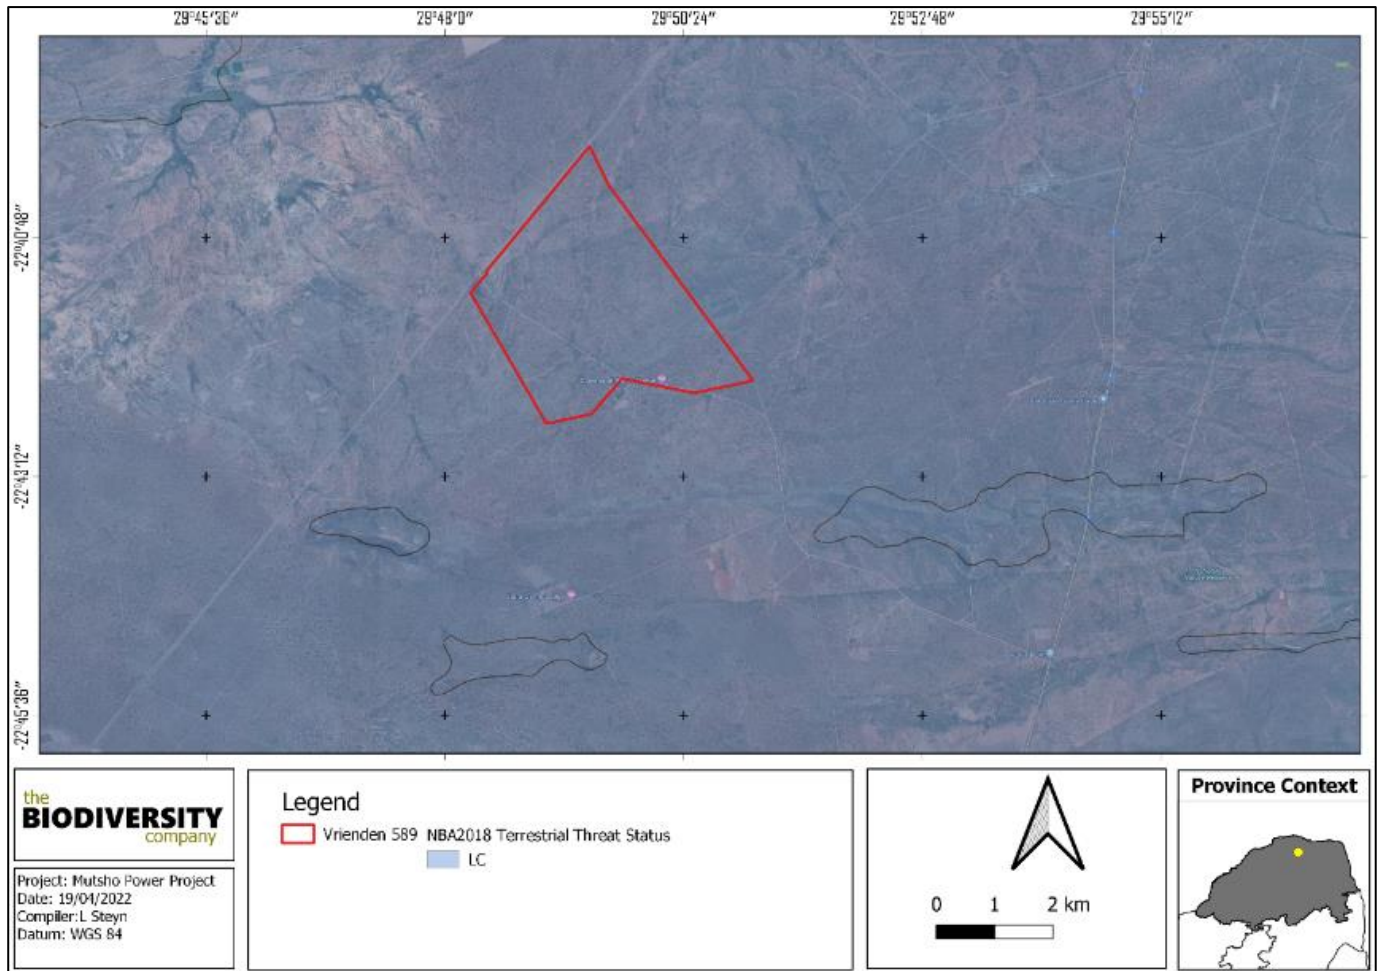 29°45'36" 29°48'0" 29°50'24" 29°52'48" 29°55'12"
-22°40'48"
-22°43'12"
-22°45'36"
the
BIODIVERSITY
company
Project: Mutsho Power Project
Date: 19/04/2022
Compiler:L Steyn
Datum: WGS 84
Legend
Vrienden 589 NBA2018 Terrestrial Threat Status
LC
0 1 2 km
Province Context